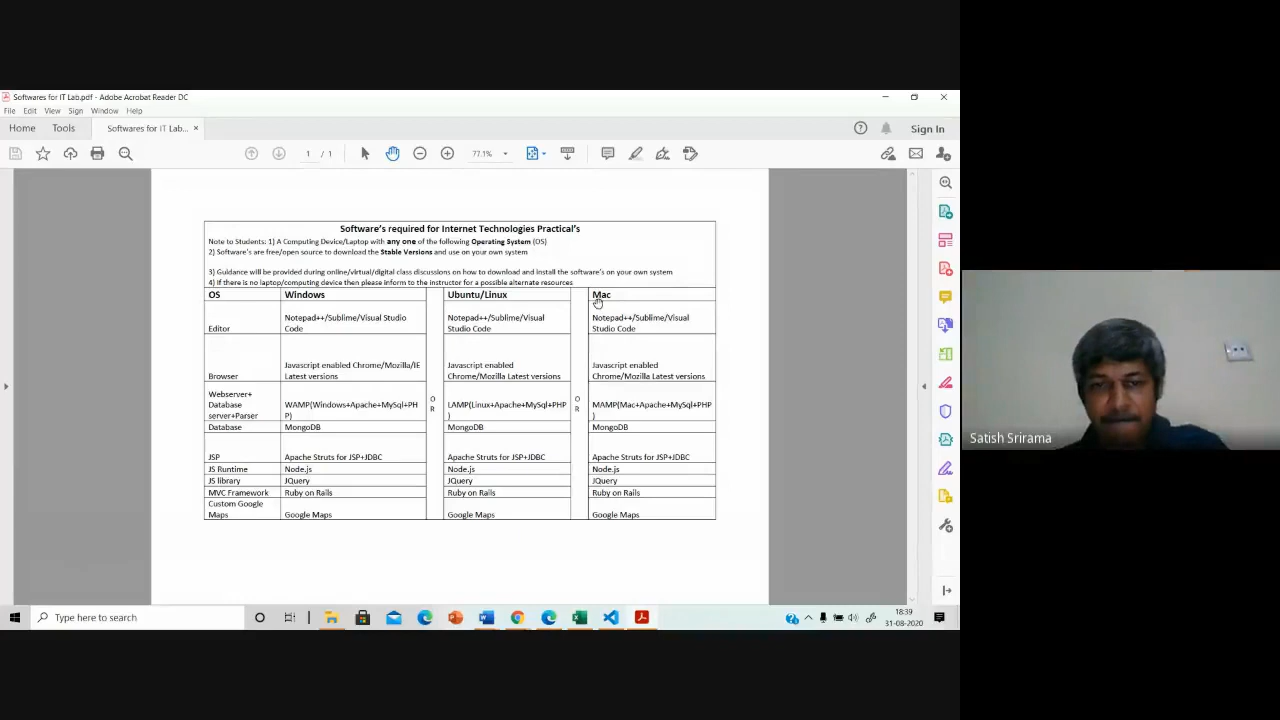 Softwares for IT Lab.pdf - Adobe Acrobat Reader DC
File Edit View Sign Window Help
Home Tools Softwares for IT Lab... × Sign In
1 / 1 77.1%
Software's required for Internet Technologies Practical's
Note to Students: 1) A Computing Device/Laptop with any one of the following Operating System (OS)
2) Software's are free/open source to download the Stable Versions and use on your own system
3) Guidance will be provided during online/virtual/digital class discussions on how to download and install the software's on your own system
4) If there is no laptop/computing device then please inform to the instructor for a possible alternate resources
OS Windows Ubuntu/Linux Mac
Notepad++/Sublime/Visual Studio Notepad++/Sublime/Visual Notepad++/Sublime/Visual
Editor Code Studio Code Studio Code
Javascript enabled Chrome/Mozilla/IE Javascript enabled Javascript enabled
Browser Latest versions Chrome/Mozilla Latest versions Chrome/Mozilla Latest versions
Webserver+
Database WAMP(Windows+Apache+MySql+PH O LAMP(Linux+Apache+MySql+PHP O MAMP(Mac+Apache+MySql+PHP
server+Parser P) R ) R )
Database MongoDB MongoDB MongoDB
JSP Apache Struts for JSP+JDBC Apache Struts for JSP+JDBC Apache Struts for JSP+JDBC
JS Runtime Node.js Node.js Node.js
JS library JQuery JQuery JQuery
MVC Framework Ruby on Rails Ruby on Rails Ruby on Rails
Custom Google
Maps Google Maps Google Maps Google Maps
Satish Srirama
Type here to search
18:39
31-08-2020